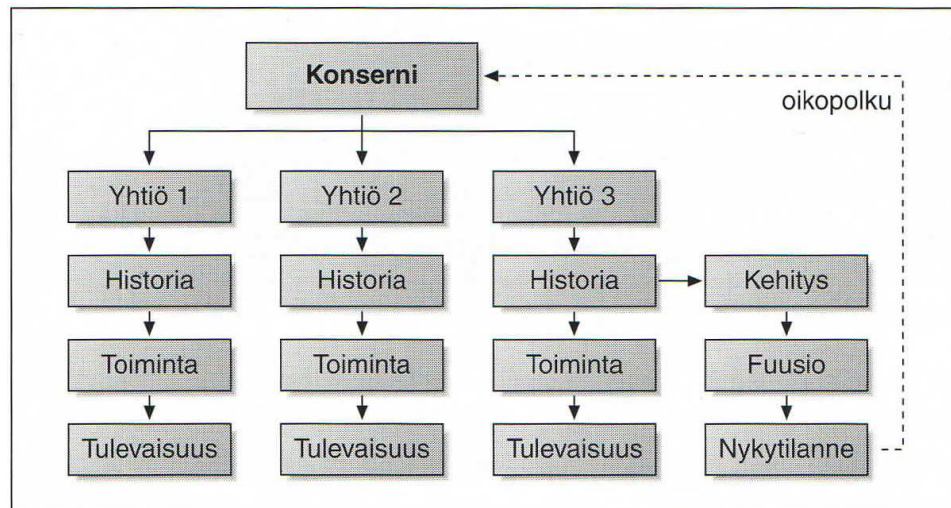 Konserni
oikopolku
Yhtiö 1
Yhtiö 2
Yhtiö 3
Historia
Historia
Historia
Kehitys
Toiminta
Toiminta
Toiminta
Fuusio
Tulevaisuus
Tulevaisuus
Tulevaisuus
Nykytilanne